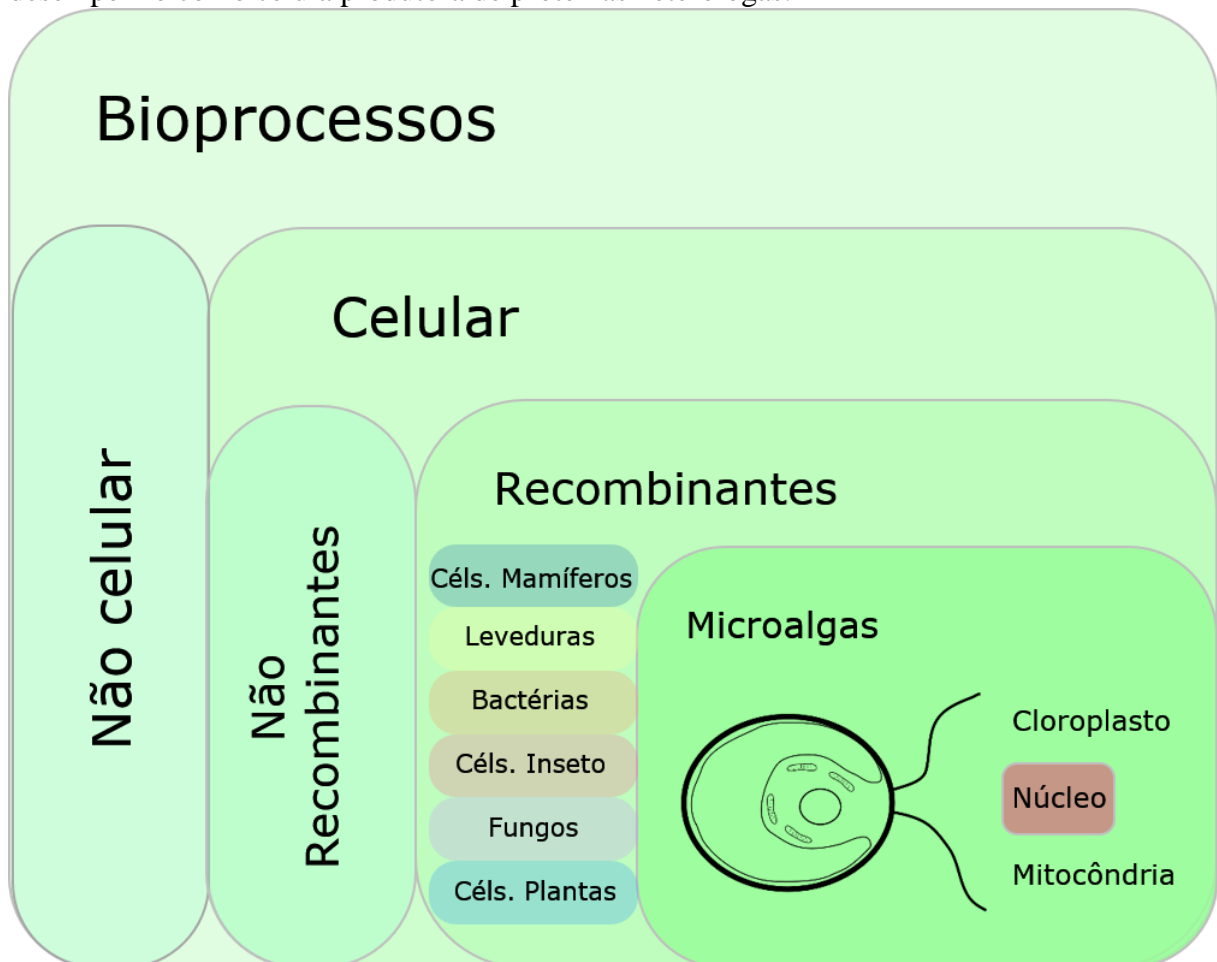 Bioprocessos
Celular
Não celular
Não
Recombinantes
Recombinantes
Céls. Mamíferos
Leveduras
Bactérias
Céls. Inseto
Fungos
Céls. Plantas
Microalgas
Cloroplasto
Núcleo
Mitocôndria